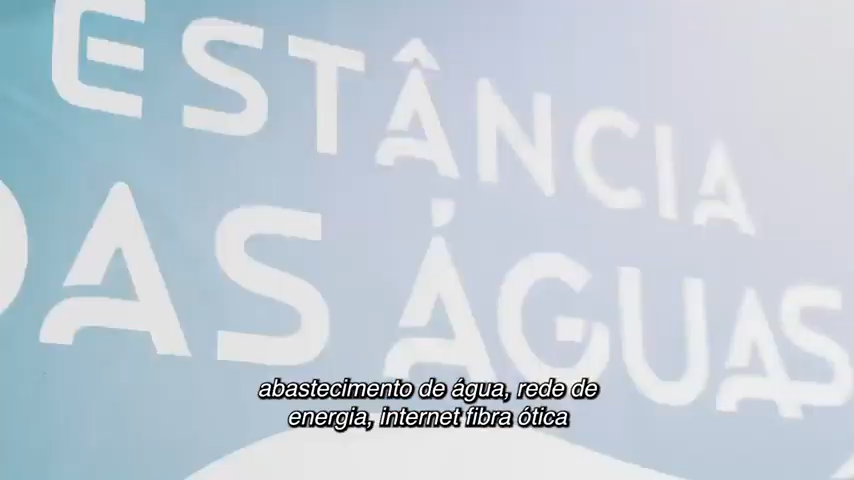 ESTÂNCIA
DAS ÁGUAS
abastecimento de água, rede de
energia, internet fibra ótica